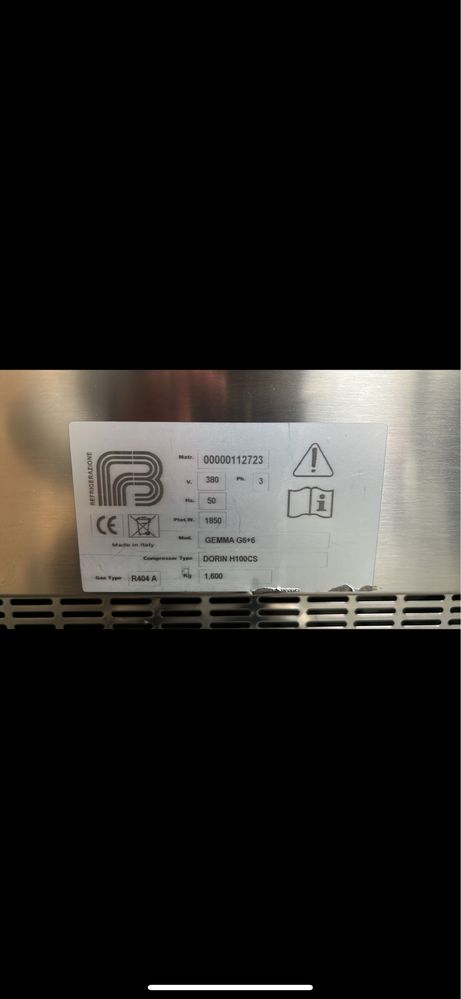 REFRIGERAZIONE
Matr. 00000112723
V. 380 Ph. 3
Hz. 50
Ptot.W. 1850
Made in Italy
Mod. GEMMA G6+6
Compressor Type DORIN H100CS
Gas Type R404 A Kg 1,600